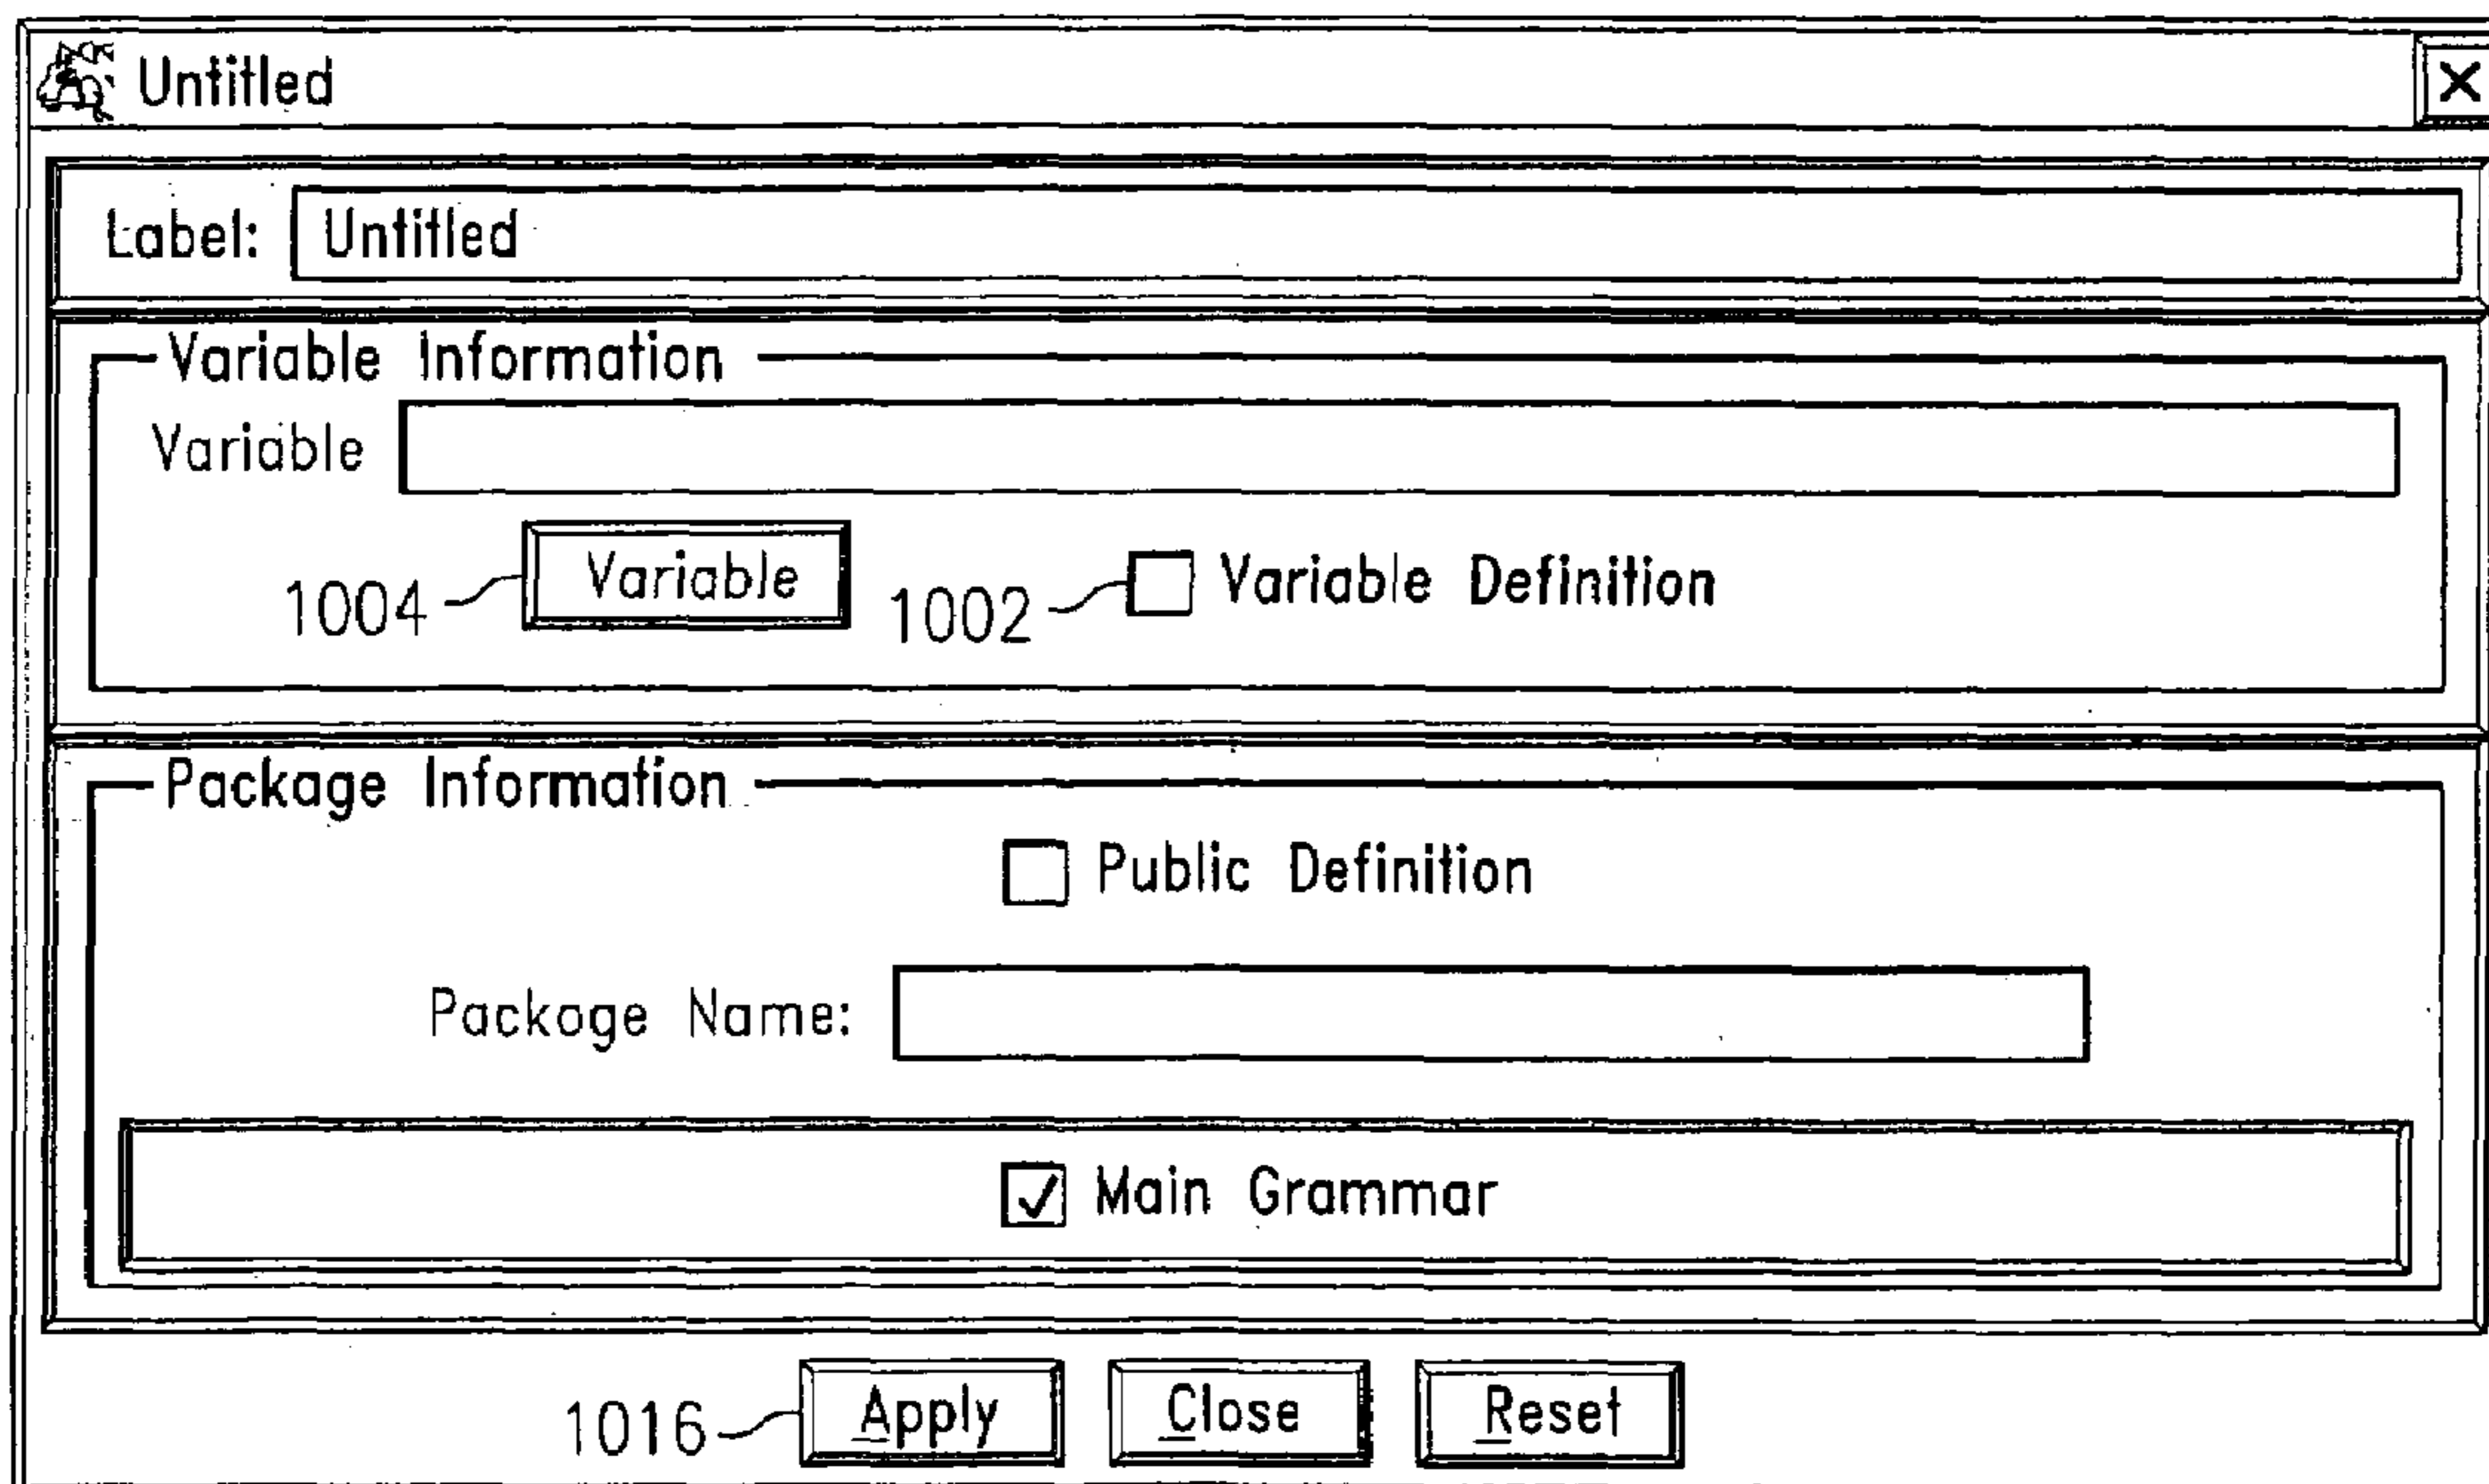 Untitled X
Label: Untitled
Variable Information
Variable
1004 Variable 1002 Variable Definition
Package Information
Public Definition
Package Name:
Main Grammar
1016 Apply Close Reset